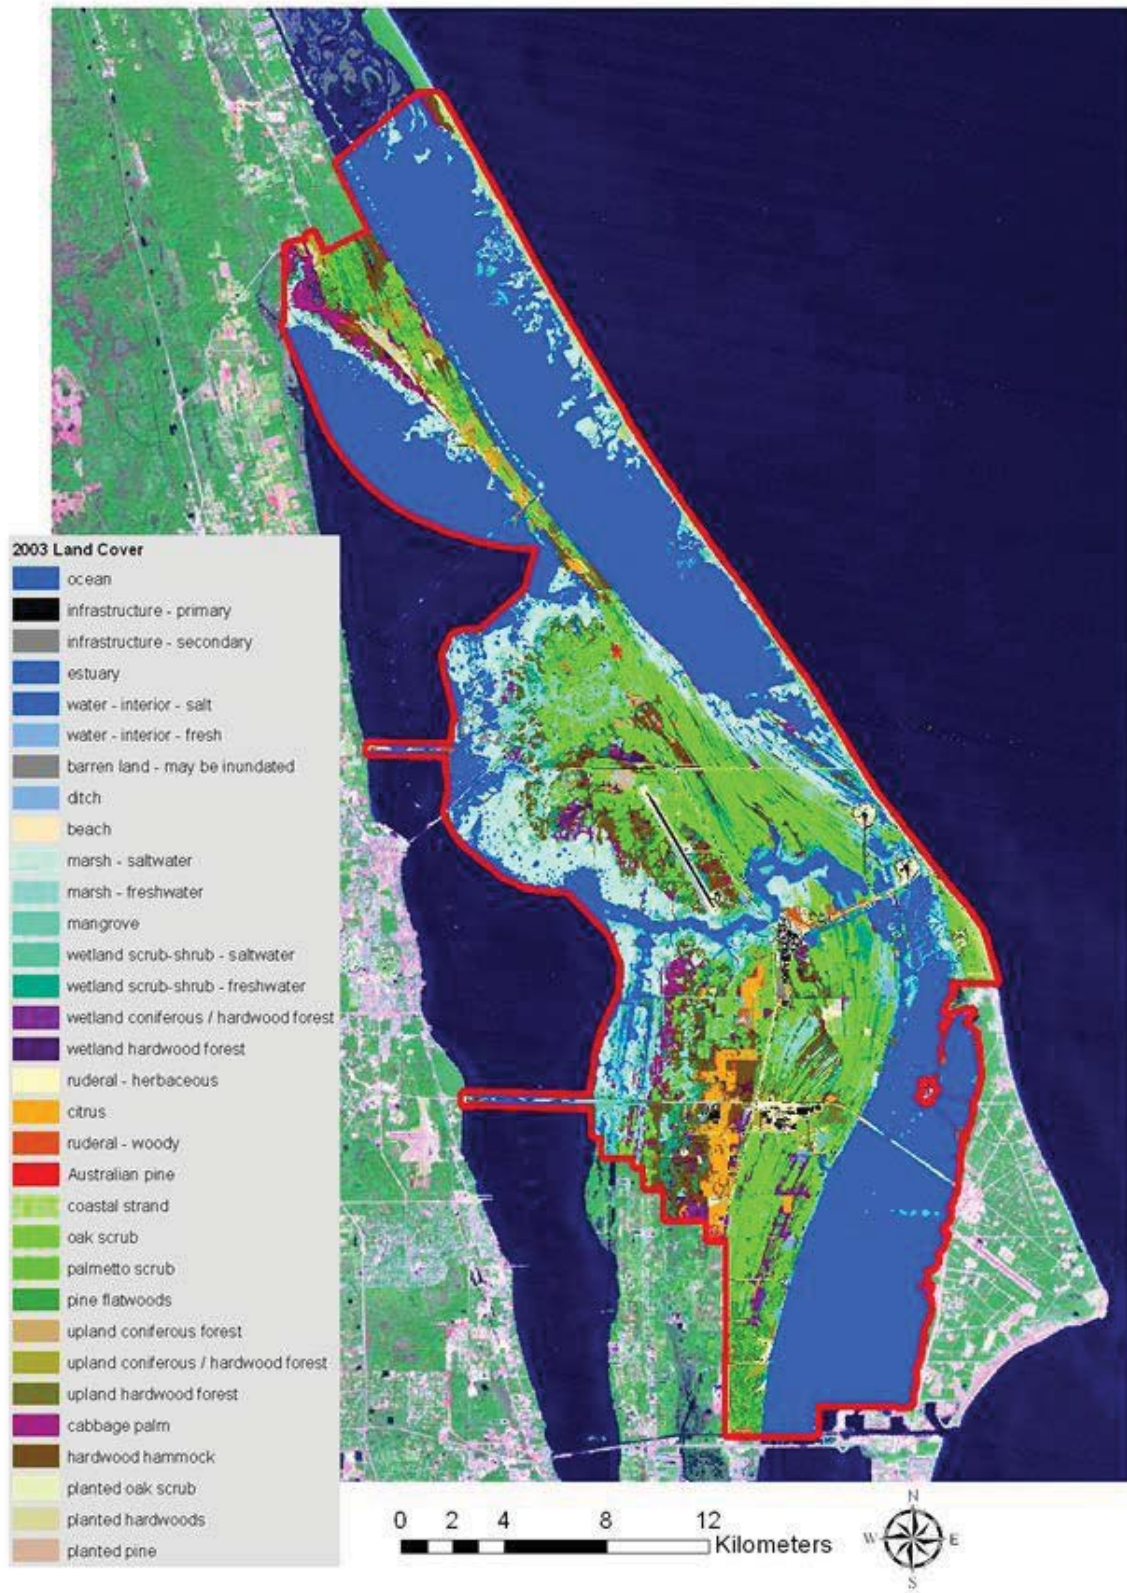 2003 Land Cover
ocean
infrastructure - primary
infrastructure - secondary
estuary
water - interior - salt
water - interior - fresh
barren land - may be inundated
ditch
beach
marsh - saltwater
marsh - freshwater
mangrove
wetland scrub-shrub - saltwater
wetland scrub-shrub - freshwater
wetland coniferous / hardwood forest
wetland hardwood forest
ruderal - herbaceous
citrus
ruderal - woody
Australian pine
coastal strand
oak scrub
palmetto scrub
pine flatwoods
upland coniferous forest
upland coniferous / hardwood forest
upland hardwood forest
cabbage palm
hardwood hammock
planted oak scrub
planted hardwoods
planted pine
0 2 4 8 12
Kilometers
N
W E
S